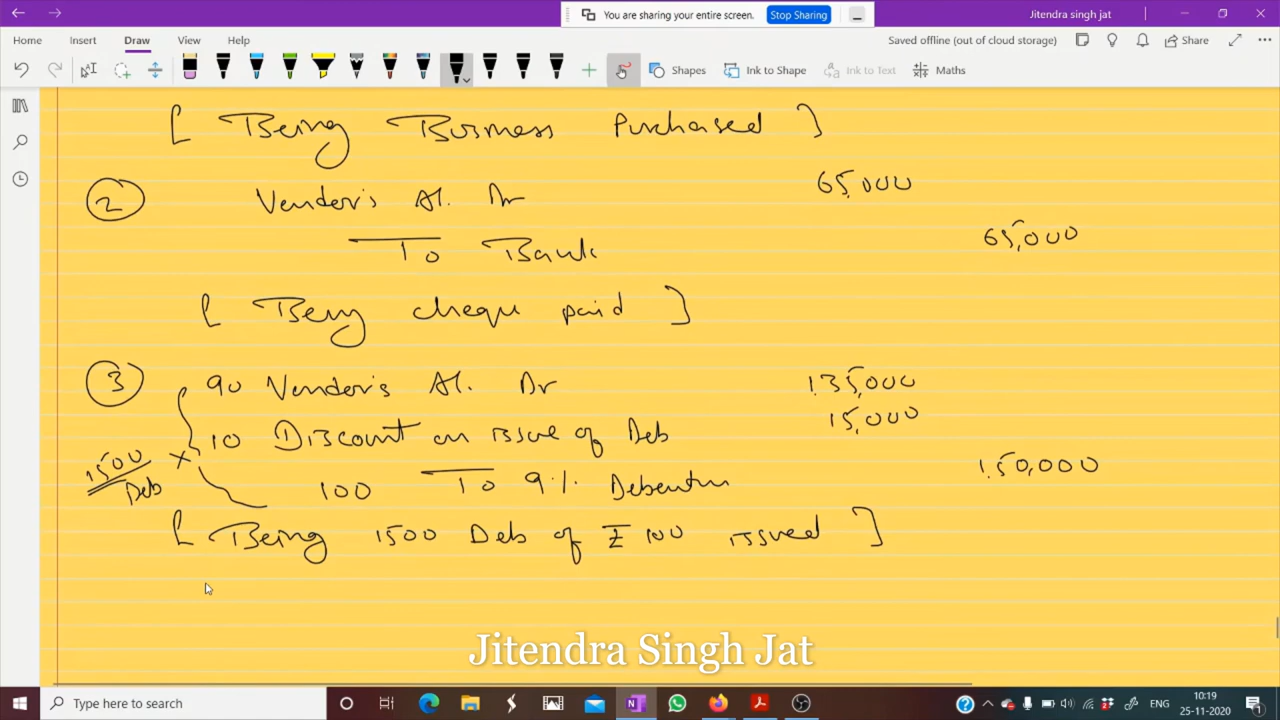 You are sharing your entire screen. Stop Sharing
Jitendra singh jat
Home Insert Draw View Help
Saved offline (out of cloud storage) Share
Shapes Ink to Shape Ink to Text Maths
[ Being Business Purchased ]
2 Vendor's A/. Dr 65,000
To Bank 65,000
[ Being cheque paid ]
3 90 Vendor's A/. Dr 1,35,000
10 Discount on issue of Deb 15,000
1500 Deb ×
100 To 9% Debenture 1,50,000
[ Being 1500 Deb of ₹ 100 issued ]
Jitendra Singh Jat
Type here to search
ENG
10:19
25-11-2020